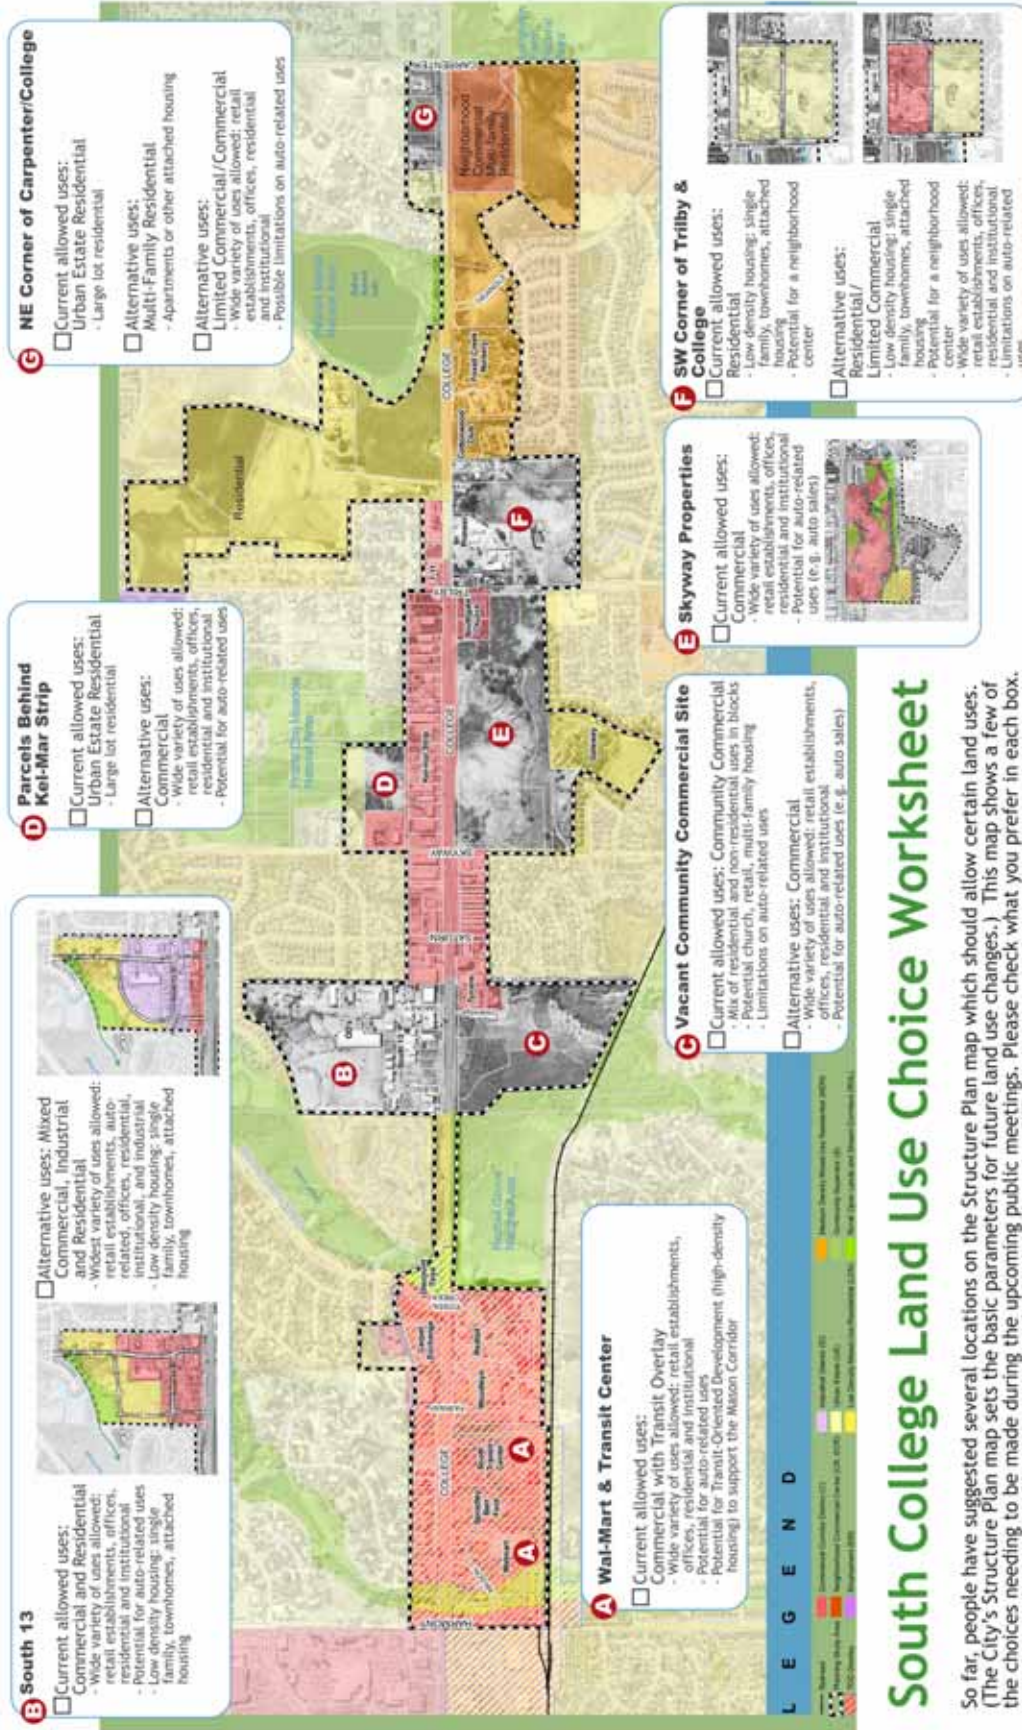 B South 13
Current allowed uses:
Commercial and Residential
- Wide variety of uses allowed:
retail establishments, offices,
residential and institutional
- Potential for auto-related uses
- Low density housing: single
family, townhomes, attached
housing
Alternative uses: Mixed
Commercial, Industrial
and Residential
- Widest variety of uses allowed:
retail establishments, auto-
related, offices, residential,
institutional, and industrial
- Low density housing: single
family, townhomes, attached
housing
D Parcels Behind
Kel-Mar Strip
Current allowed uses:
Urban Estate Residential
- Large lot residential
Alternative uses:
Commercial
- Wide variety of uses allowed:
retail establishments, offices,
residential and institutional
- Potential for auto-related uses
G NE Corner of Carpenter/College
Current allowed uses:
Urban Estate Residential
- Large lot residential
Alternative uses:
Multi-Family Residential
- Apartments or other attached housing
Alternative uses:
Limited Commercial/Commercial
- Wide variety of uses allowed: retail
establishments, offices, residential
and institutional
- Possible limitations on auto-related uses
Residential
COLLEGE
COLLEGE
COLLEGE
SATURN
SKYWAY
TRILBY
CARPENTER
FAIRWAY
Neighborhood
Commercial
Multi-family
Residential
A
A
B
C
D
E
F
G
A Wal-Mart & Transit Center
Current allowed uses:
Commercial with Transit Overlay
- Wide variety of uses allowed: retail establishments,
offices, residential and institutional
- Potential for auto-related uses
- Potential for Transit-Oriented Development (high-density
housing) to support the Mason Corridor
C Vacant Community Commercial Site
Current allowed uses: Community Commercial
- Mix of residential and non-residential uses in blocks
- Potential church, retail, multi-family housing
- Limitations on auto-related uses
Alternative uses: Commercial
- Wide variety of uses allowed: retail establishments,
offices, residential and institutional
- Potential for auto-related uses (e.g. auto sales)
E Skyway Properties
Current allowed uses:
Commercial
- Wide variety of uses allowed:
retail establishments, offices,
residential and institutional
- Potential for auto-related
uses (e.g. auto sales)
F SW Corner of Trilby &
College
Current allowed uses:
Residential
- Low density housing: single
family, townhomes, attached
housing
- Potential for a neighborhood
center
Alternative uses:
Residential/
Limited Commercial
- Low density housing: single
family, townhomes, attached
housing
- Potential for a neighborhood
center
- Wide variety of uses allowed:
retail establishments, offices,
residential and institutional
- Limitations on auto-related
LEGEND
South College Land Use Choice Worksheet
So far, people have suggested several locations on the Structure Plan map which should allow certain land uses.
(The City's Structure Plan map sets the basic parameters for future land use changes.) This map shows a few of
the choices needing to be made during the upcoming public meetings. Please check what you prefer in each box.